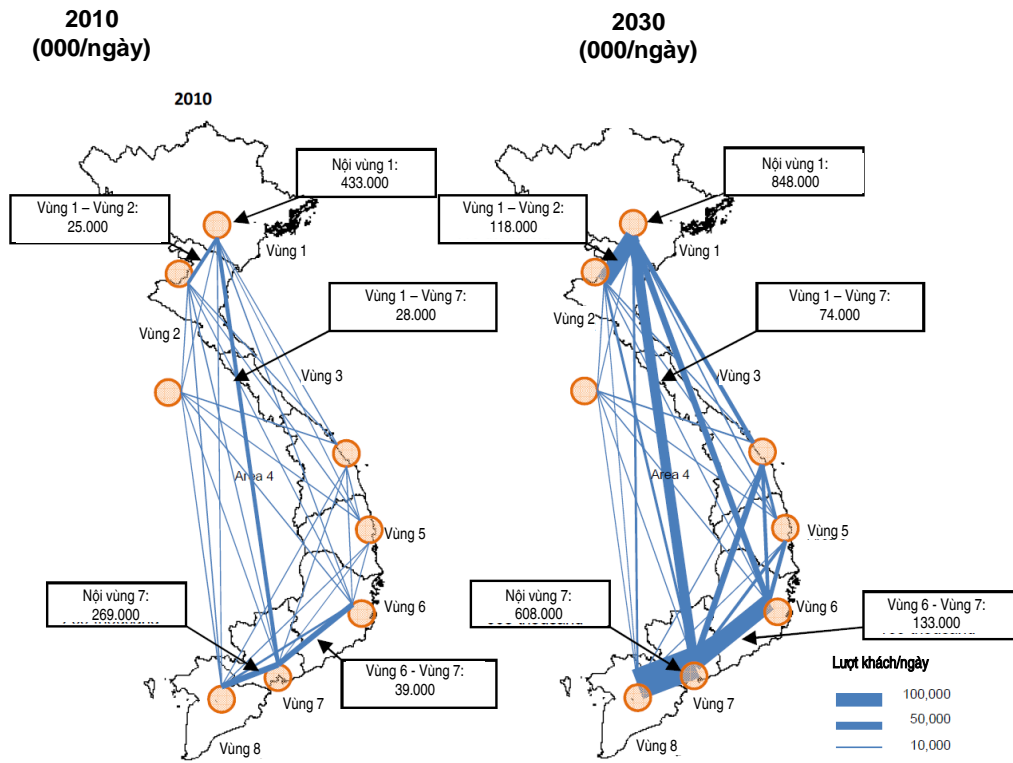 2010
(000/ngày)
2030
(000/ngày)
2010
Nội vùng 1:
433.000
Vùng 1 – Vùng 2:
25.000
Vùng 1
Vùng 1 – Vùng 7:
28.000
Vùng 2
Vùng 3
Area 4
Vùng 5
Nội vùng 7:
269.000
Vùng 6
Vùng 6 - Vùng 7:
39.000
Vùng 7
Vùng 8
Nội vùng 1:
848.000
Vùng 1 – Vùng 2:
118.000
Vùng 1
Vùng 1 – Vùng 7:
74.000
Vùng 2
Vùng 3
Area 4
Vùng 5
Nội vùng 7:
608.000
Vùng 6
Vùng 6 - Vùng 7:
133.000
Vùng 7
Vùng 8
Lượt khách/ngày
100,000
50,000
10,000